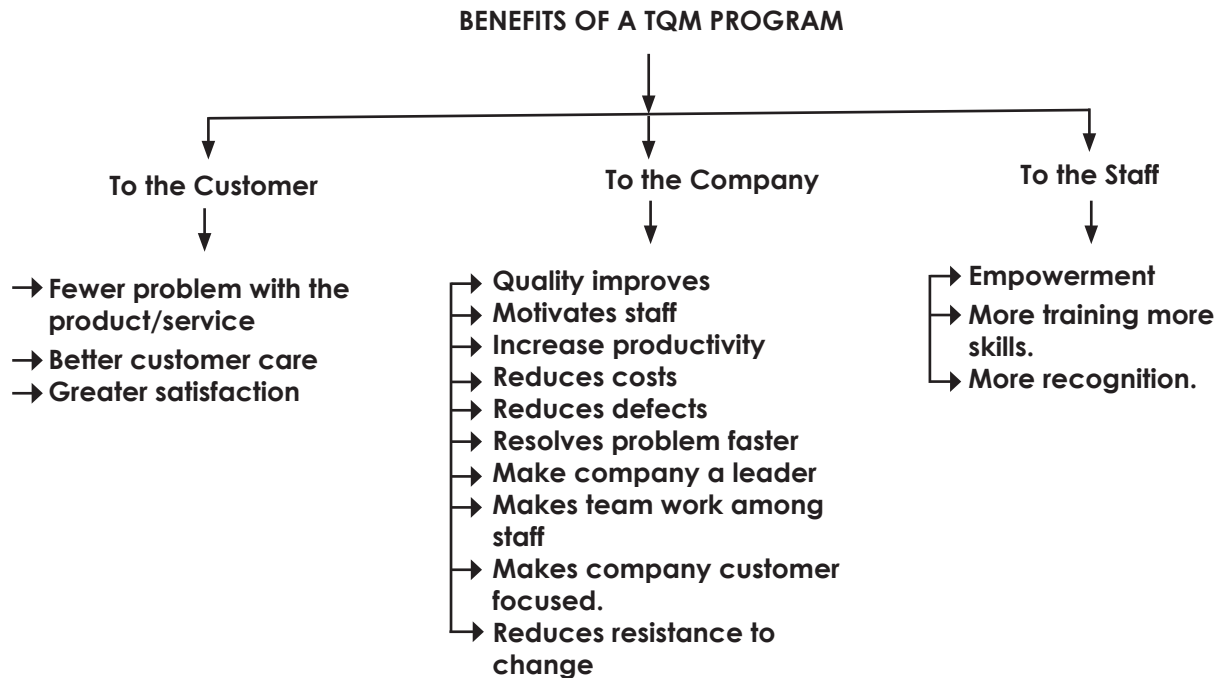 BENEFITS OF A TQM PROGRAM
To the Customer
Fewer problem with the
product/service
Better customer care
Greater satisfaction
To the Company
Quality improves
Motivates staff
Increase productivity
Reduces costs
Reduces defects
Resolves problem faster
Make company a leader
Makes team work among
staff
Makes company customer
focused.
Reduces resistance to
change
To the Staff
Empowerment
More training more
skills.
More recognition.